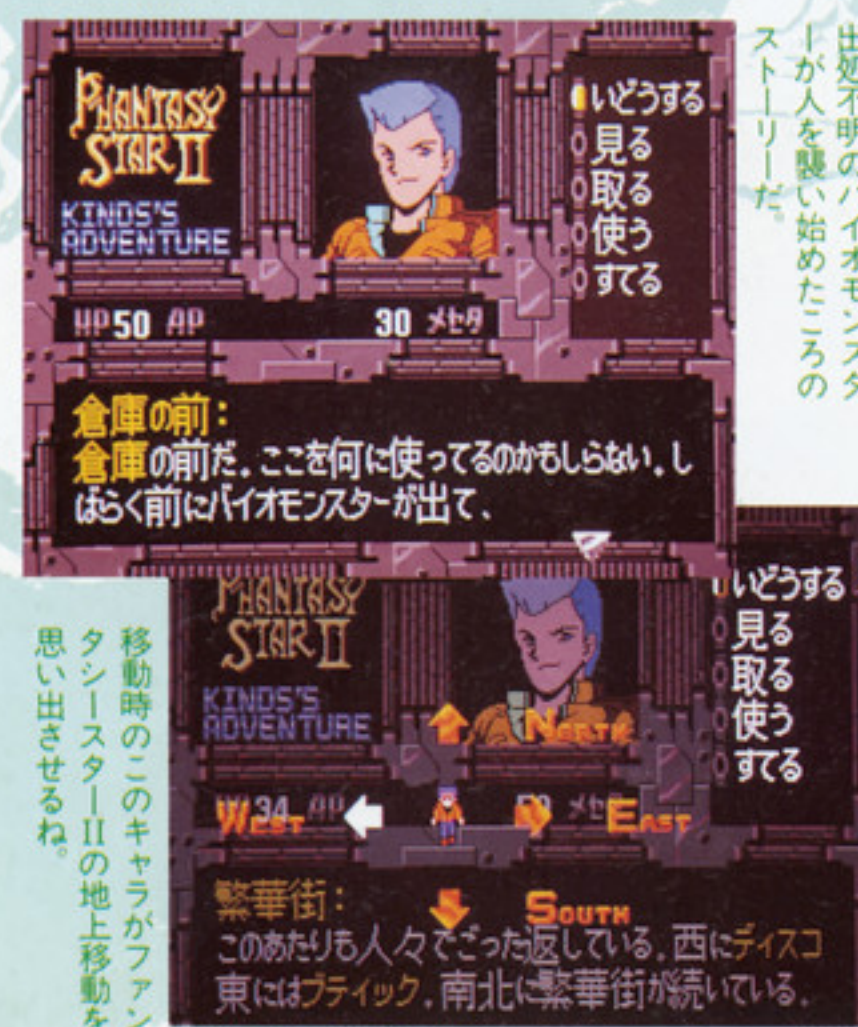 出処不明のバイオモンスタ
ーが人を襲い始めたころの
ストーリーだ。
PHANTASY
STAR II
KINDS'S
ADVENTURE
いどうする
見る
取る
使う
すてる
HP 50 AP 30 メセタ
倉庫の前:
倉庫の前だ.ここを何に使ってるのかもしらない.し
ばらく前にバイオモンスターが出て、
移動時のこのキャラがファン
タシースターIIの地上移動を
思い出させるね。
PHANTASY
STAR II
KINDS'S
ADVENTURE
いどうする
見る
取る
使う
すてる
NORTH
WEST
34 AP メセ
EAST
SOUTH
繁華街:
このあたりも人々でごった返している.西にディスコ
東にはブティック.南北に繁華街が続いている.